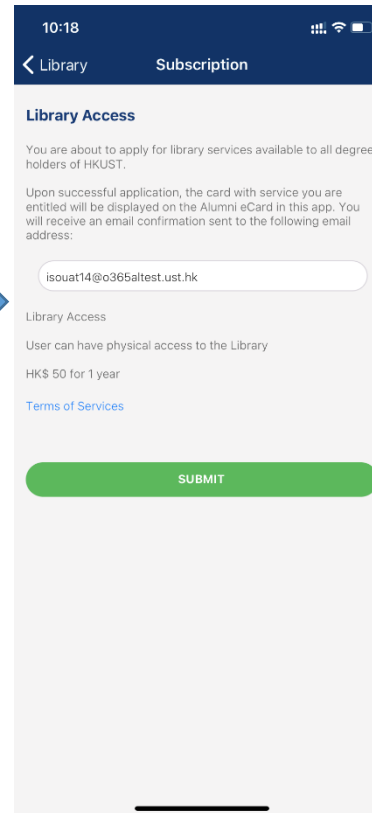 10:18
Library
Subscription
Library Access
You are about to apply for library services available to all degree
holders of HKUST.
Upon successful application, the card with service you are
entitled will be displayed on the Alumni eCard in this app. You
will receive an email confirmation sent to the following email
address:
isouat14@o365altest.ust.hk
Library Access
User can have physical access to the Library
HK$ 50 for 1 year
Terms of Services
SUBMIT